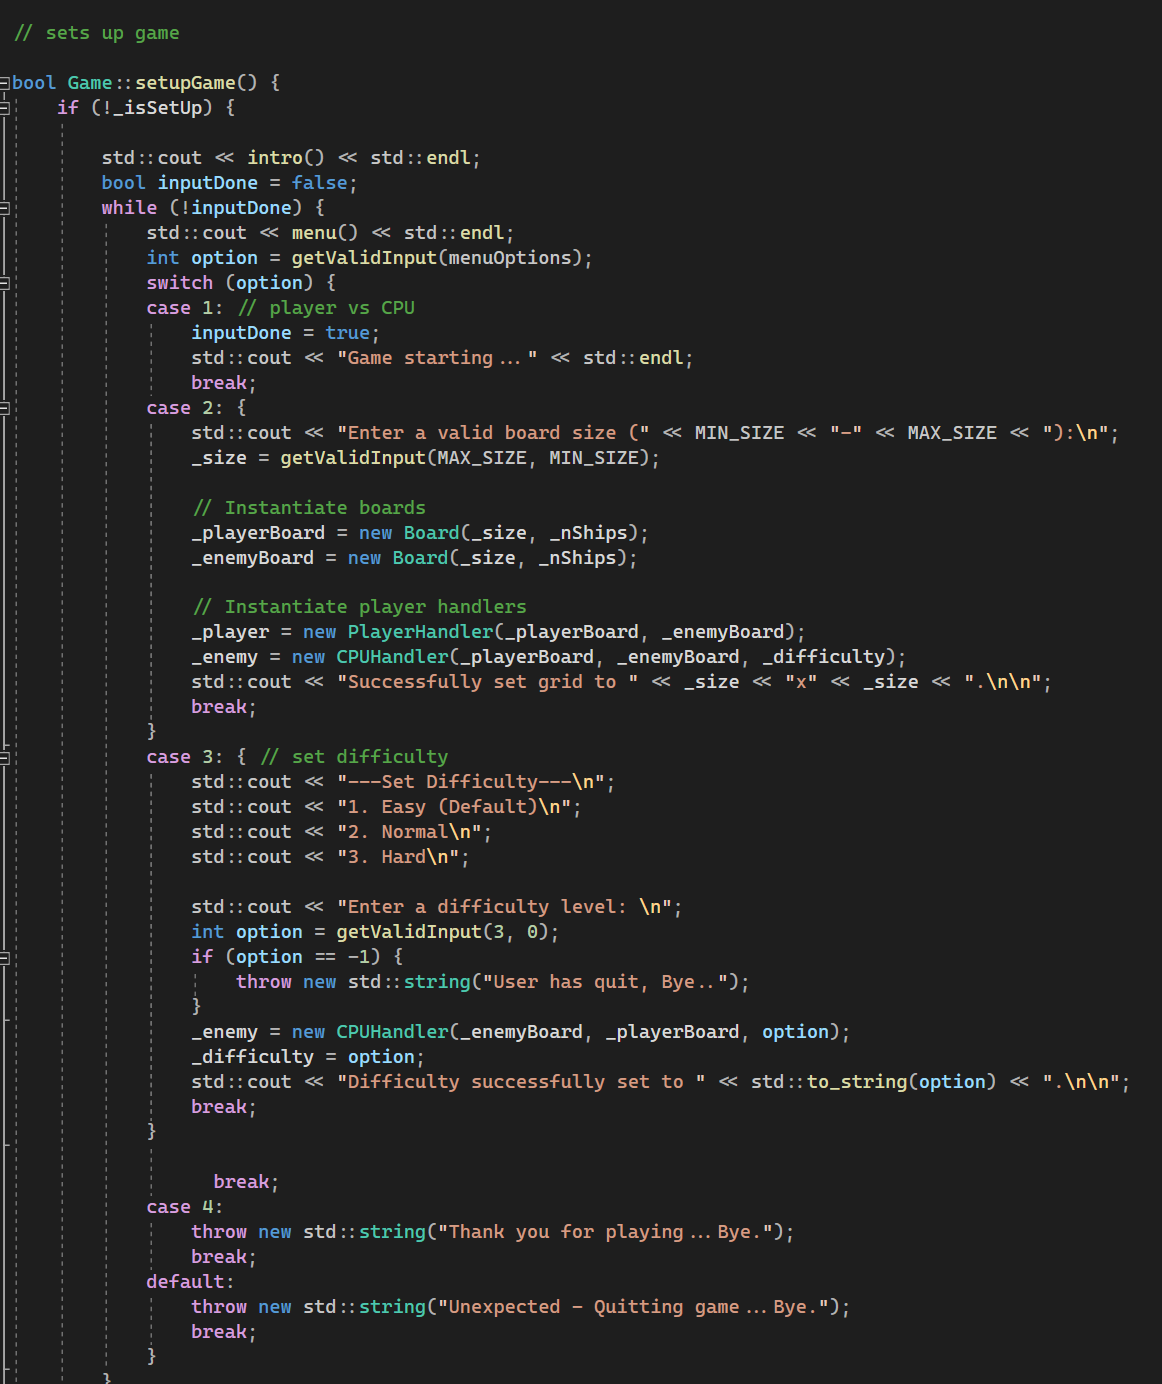 // sets up game
bool Game::setupGame() {
if (!_isSetUp) {
std::cout << intro() << std::endl;
bool inputDone = false;
while (!inputDone) {
std::cout << menu() << std::endl;
int option = getValidInput(menuOptions);
switch (option) {
case 1: // player vs CPU
inputDone = true;
std::cout << "Game starting..." << std::endl;
break;
case 2: {
std::cout << "Enter a valid board size (" << MIN_SIZE << "-" << MAX_SIZE << "):\n";
_size = getValidInput(MAX_SIZE, MIN_SIZE);
// Instantiate boards
_playerBoard = new Board(_size, _nShips);
_enemyBoard = new Board(_size, _nShips);
// Instantiate player handlers
_player = new PlayerHandler(_playerBoard, _enemyBoard);
_enemy = new CPUHandler(_playerBoard, _enemyBoard, _difficulty);
std::cout << "Successfully set grid to " << _size << "x" << _size << ".\n\n";
break;
}
case 3: { // set difficulty
std::cout << "---Set Difficulty---\n";
std::cout << "1. Easy (Default)\n";
std::cout << "2. Normal\n";
std::cout << "3. Hard\n";
std::cout << "Enter a difficulty level: \n";
int option = getValidInput(3, 0);
if (option == -1) {
throw new std::string("User has quit, Bye..");
}
_enemy = new CPUHandler(_enemyBoard, _playerBoard, option);
_difficulty = option;
std::cout << "Difficulty successfully set to " << std::to_string(option) << ".\n\n";
break;
}
break;
case 4:
throw new std::string("Thank you for playing...Bye.");
break;
default:
throw new std::string("Unexpected - Quitting game...Bye.");
break;
}
}